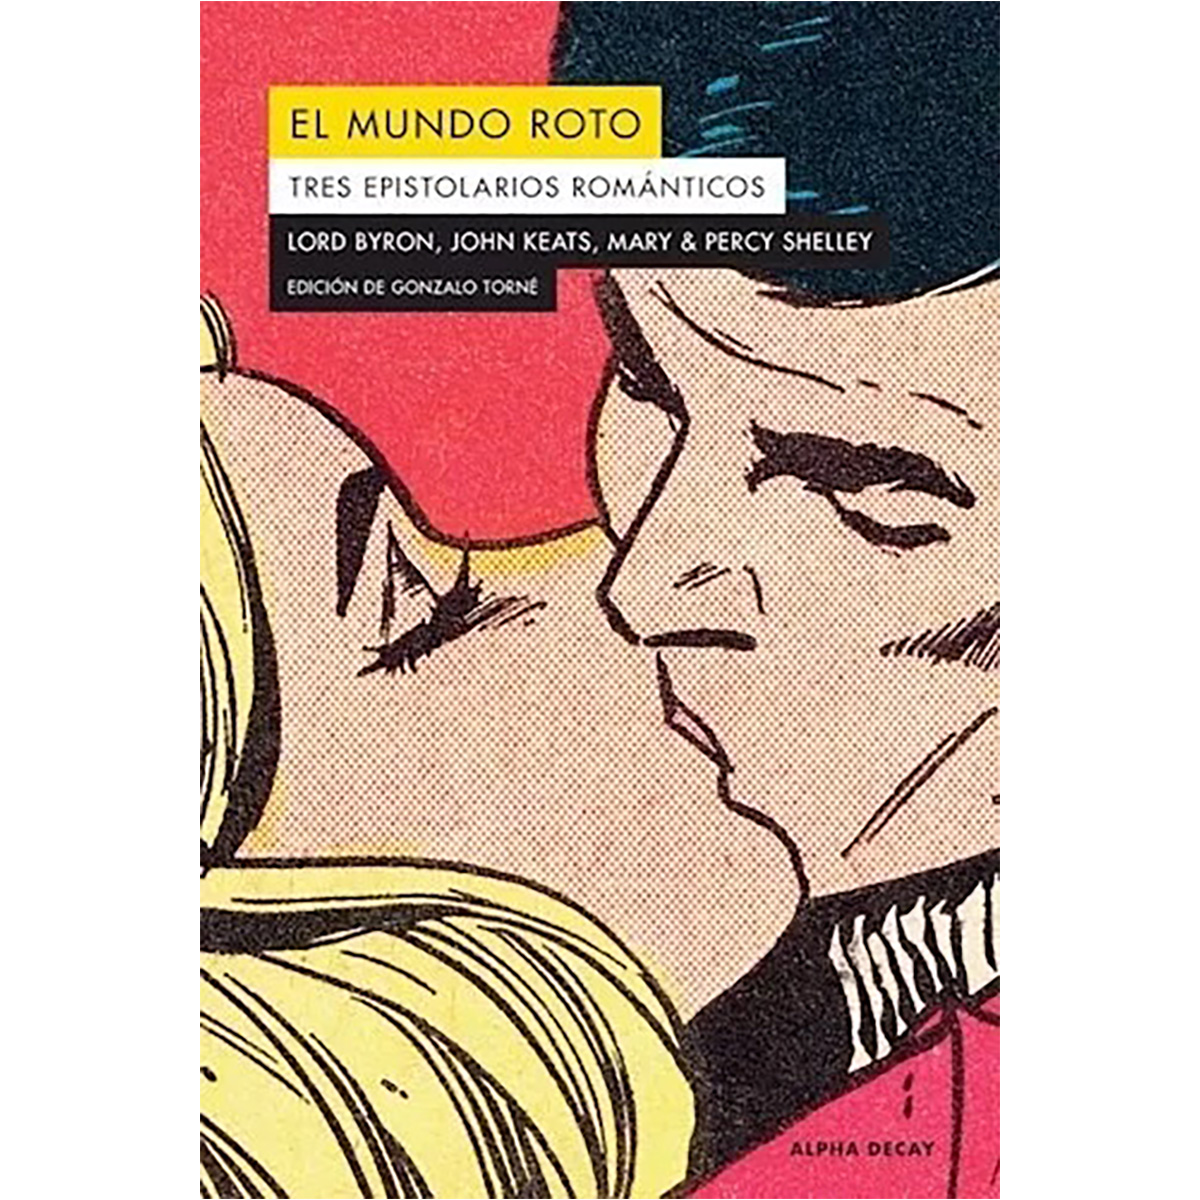 EL MUNDO ROTO
TRES EPISTOLARIOS ROMÁNTICOS
LORD BYRON, JOHN KEATS, MARY & PERCY SHELLEY
EDICIÓN DE GONZALO TORNÉ
ALPHA DECAY